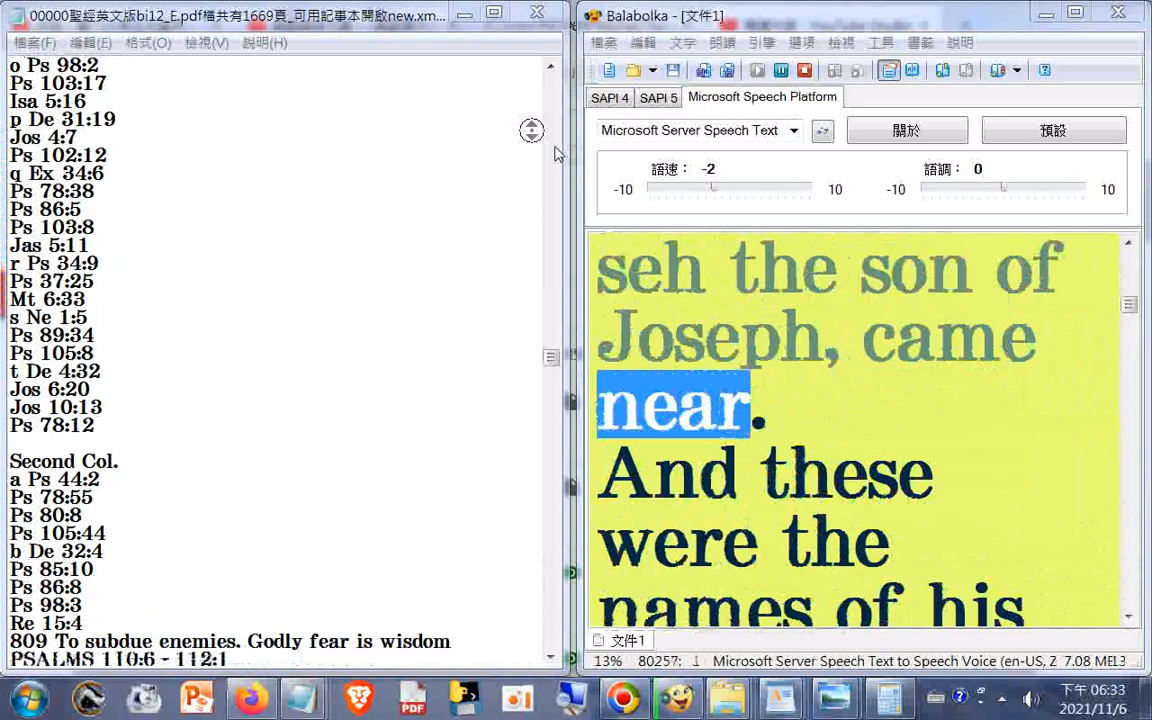 00000聖經英文版bi12_E.pdf檔共有1669頁_可用記事本開啟new.xm...
檔案(F) 編輯(E) 格式(O) 檢視(V) 說明(H)
o Ps 98:2
Ps 103:17
Isa 5:16
p De 31:19
Jos 4:7
Ps 102:12
q Ex 34:6
Ps 78:38
Ps 86:5
Ps 103:8
Jas 5:11
r Ps 34:9
Ps 37:25
Mt 6:33
s Ne 1:5
Ps 89:34
Ps 105:8
t De 4:32
Jos 6:20
Jos 10:13
Ps 78:12
Second Col.
a Ps 44:2
Ps 78:55
Ps 80:8
Ps 105:44
b De 32:4
Ps 85:10
Ps 86:8
Ps 98:3
Re 15:4
809 To subdue enemies. Godly fear is wisdom
PSALMS 110:6 - 112:1
Balabolka - [文件1]
檔案 編輯 文字 朗讀 引擎 選項 檢視 工具 書籤 說明
SAPI 4 SAPI 5 Microsoft Speech Platform
Microsoft Server Speech Text 關於 預設
語速： -2 語調： 0
-10 10 -10 10
seh the son of
Joseph, came
near.
And these
were the
names of his
文件1
13% 80257: 1 Microsoft Server Speech Text to Speech Voice (en-US, Z 7.08 МЕІЗ
PDF
下午 06:33
2021/11/6